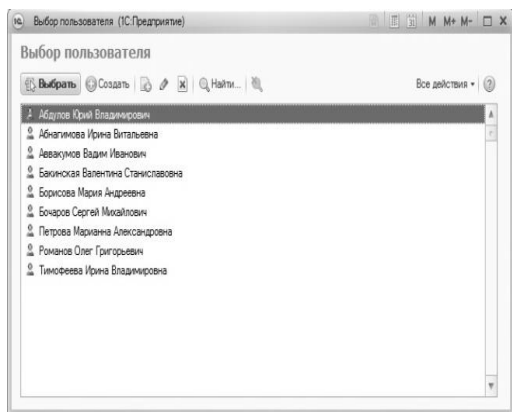 1С Выбор пользователя (1С:Предприятие) 31 M M+ M-
Выбор пользователя
Выбрать Создать Найти... Все действия ?
Абдулов Юрий Владимирович
Абнагимова Ирина Витальевна
Аввакумов Вадим Иванович
Бакинская Валентина Станиславовна
Борисова Мария Андреевна
Бочаров Сергей Михайлович
Петрова Марианна Александровна
Романов Олег Григорьевич
Тимофеева Ирина Владимировна